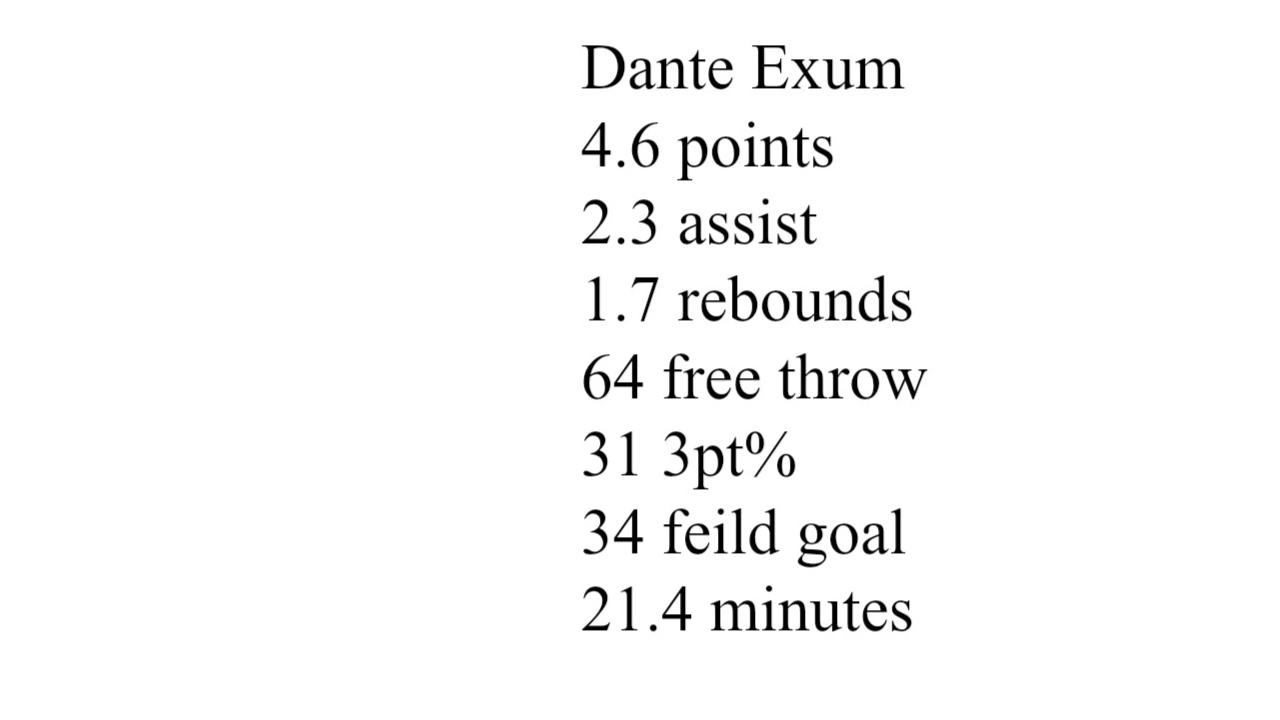 Dante Exum
4.6 points
2.3 assist
1.7 rebounds
64 free throw
31 3pt%
34 feild goal
21.4 minutes